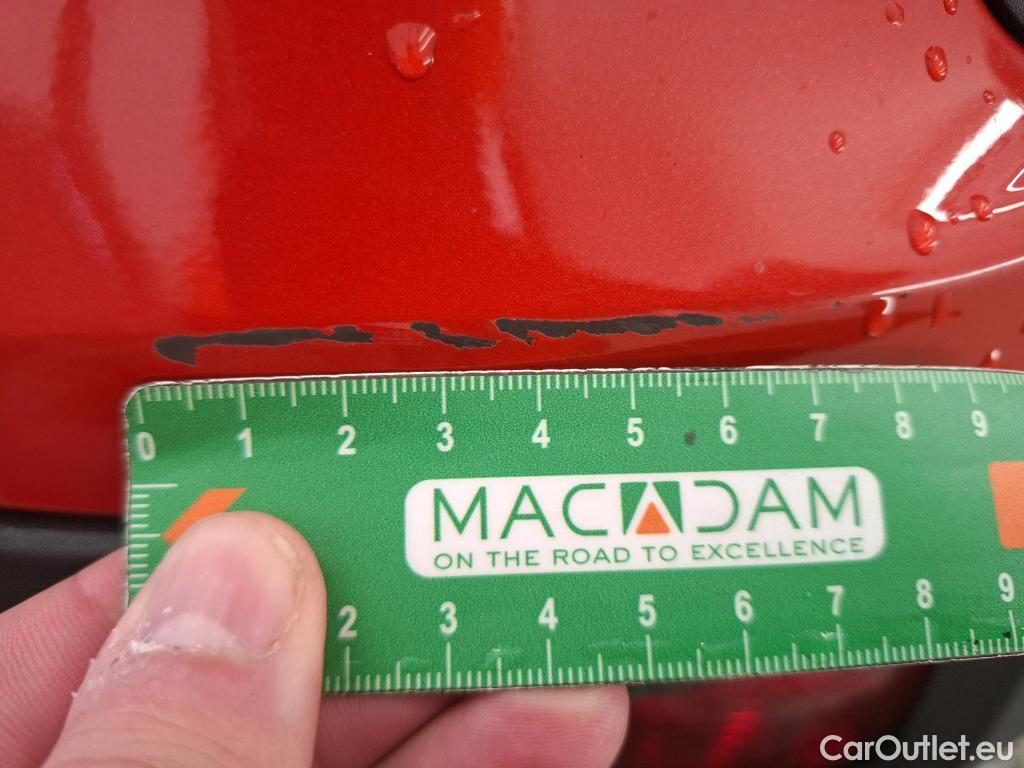 0 1 2 3 4 5 6 7 8 9
MACADAM
ON THE ROAD TO EXCELLENCE
2 3 4 5 6 7 8 9
CarOutlet.eu